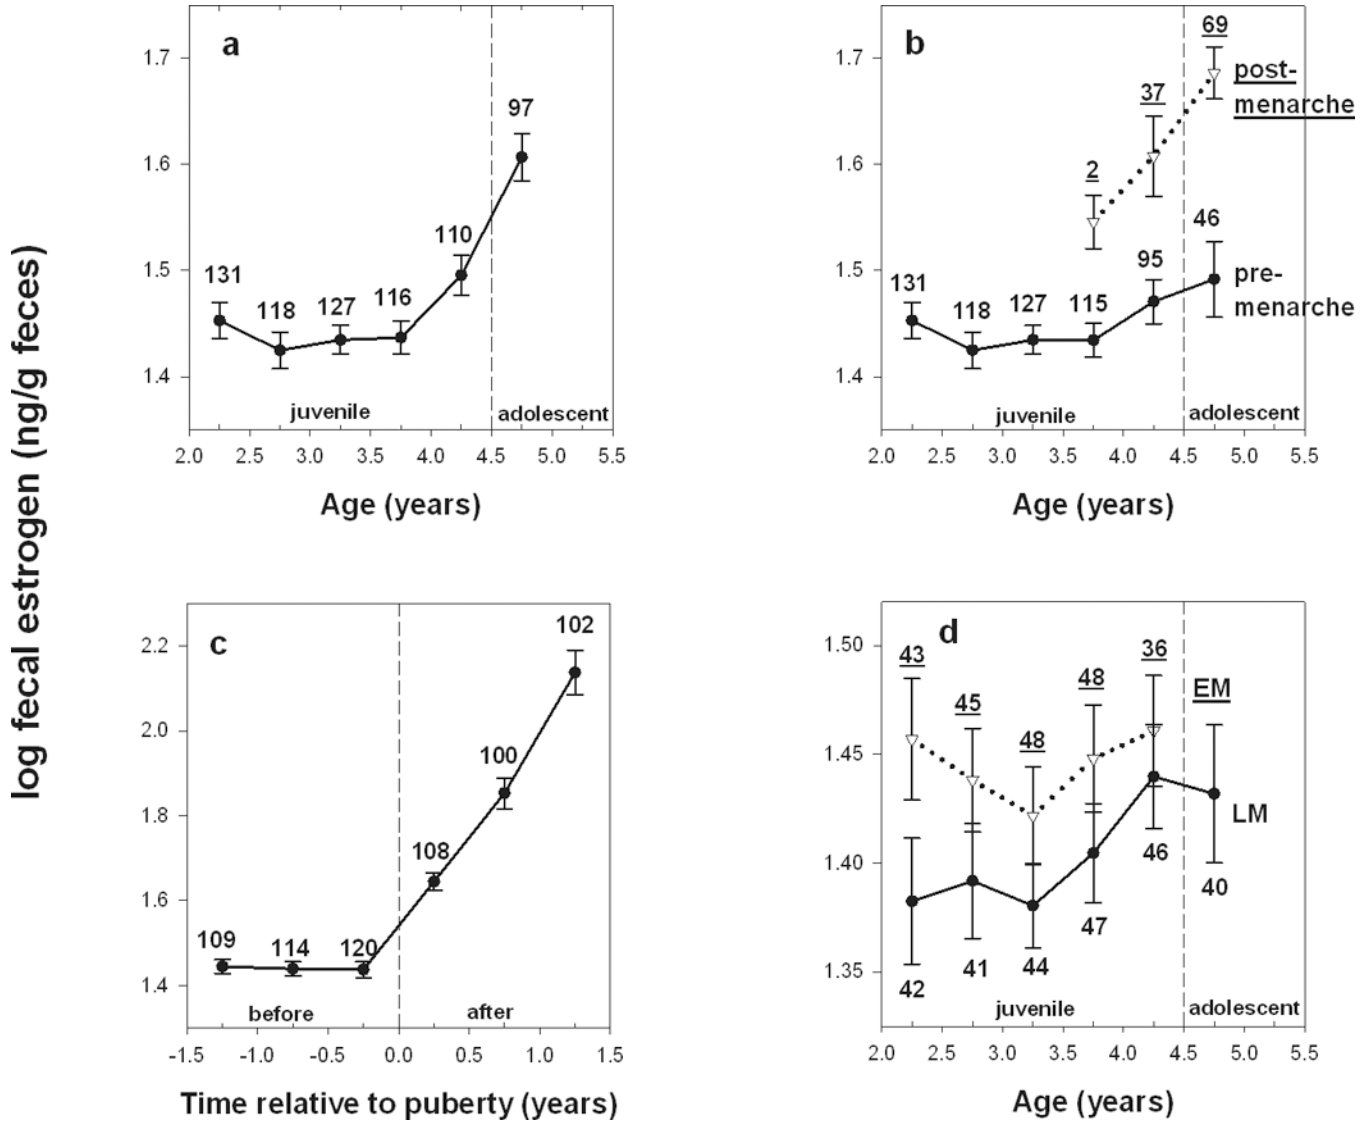 log fecal estrogen (ng/g feces)
a
1.7
1.6
1.5
1.4
131
118
127
116
110
97
juvenile
adolescent
2.0 2.5 3.0 3.5 4.0 4.5 5.0 5.5
Age (years)
b
1.7
1.6
1.5
1.4
69
37
2
post-
menarche
131
118
127
115
95
46
pre-
menarche
juvenile
adolescent
2.0 2.5 3.0 3.5 4.0 4.5 5.0 5.5
Age (years)
c
2.2
2.0
1.8
1.6
1.4
109
114
120
108
100
102
before
after
-1.5 -1.0 -0.5 0.0 0.5 1.0 1.5
Time relative to puberty (years)
d
1.50
1.45
1.40
1.35
43
45
48
48
36
EM
42
41
44
47
46
40
LM
juvenile
adolescent
2.0 2.5 3.0 3.5 4.0 4.5 5.0 5.5
Age (years)